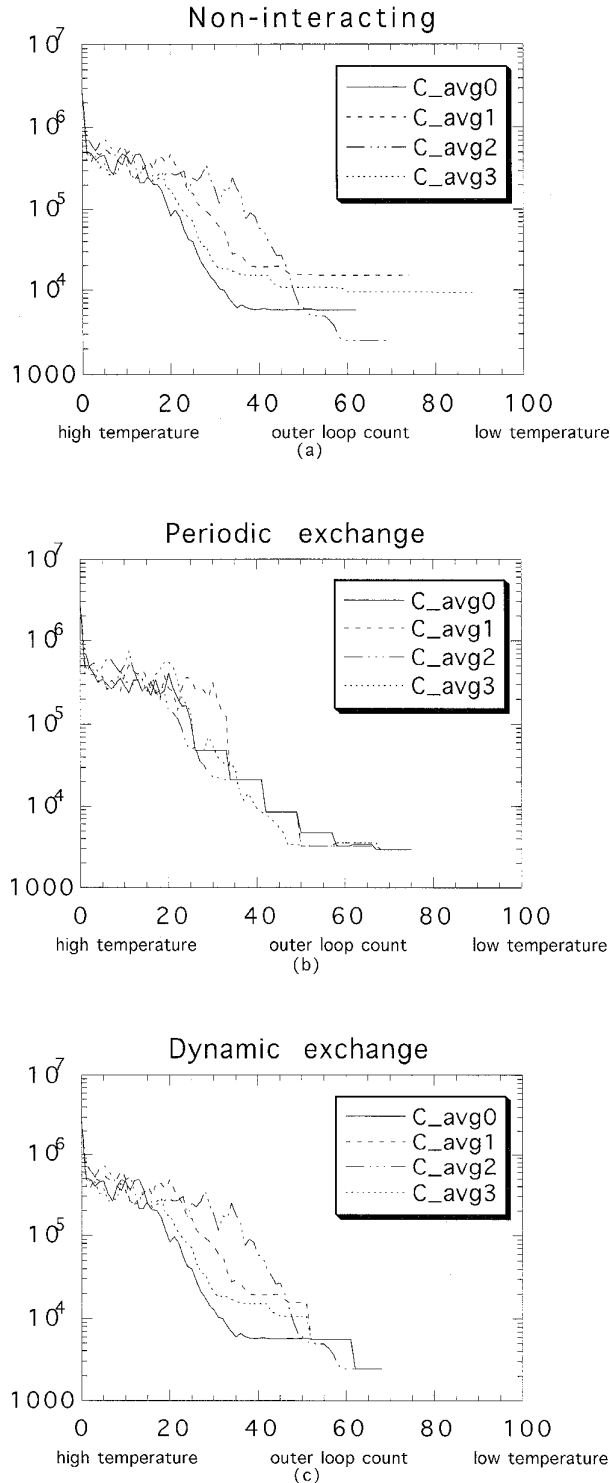 Non-interacting
10^7
10^6
10^5
10^4
1000
C_avg0
C_avg1
C_avg2
C_avg3
0 20 40 60 80 100
high temperature outer loop count low temperature
(a)
Periodic exchange
10^7
10^6
10^5
10^4
1000
C_avg0
C_avg1
C_avg2
C_avg3
0 20 40 60 80 100
high temperature outer loop count low temperature
(b)
Dynamic exchange
10^7
10^6
10^5
10^4
1000
C_avg0
C_avg1
C_avg2
C_avg3
0 20 40 60 80 100
high temperature outer loop count low temperature
(c)